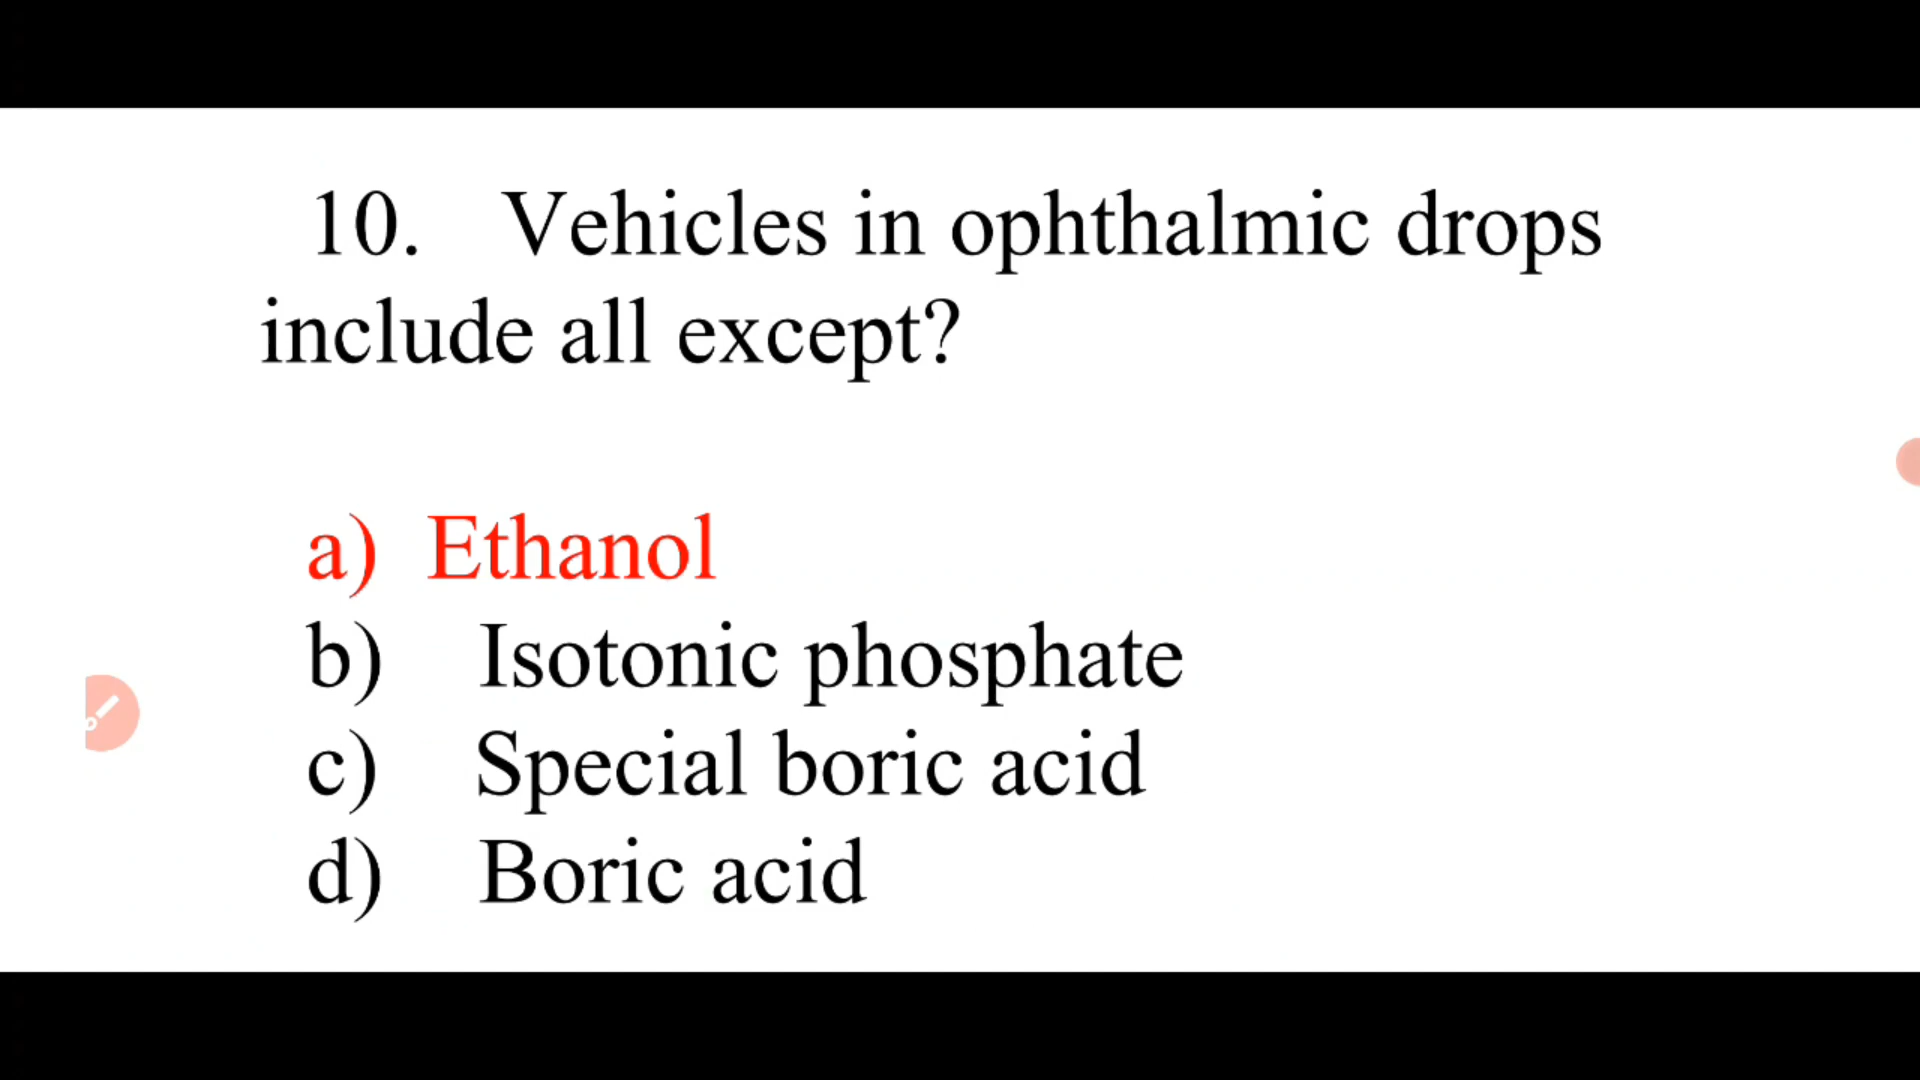 10. Vehicles in ophthalmic drops
include all except?
a) Ethanol
b) Isotonic phosphate
c) Special boric acid
d) Boric acid